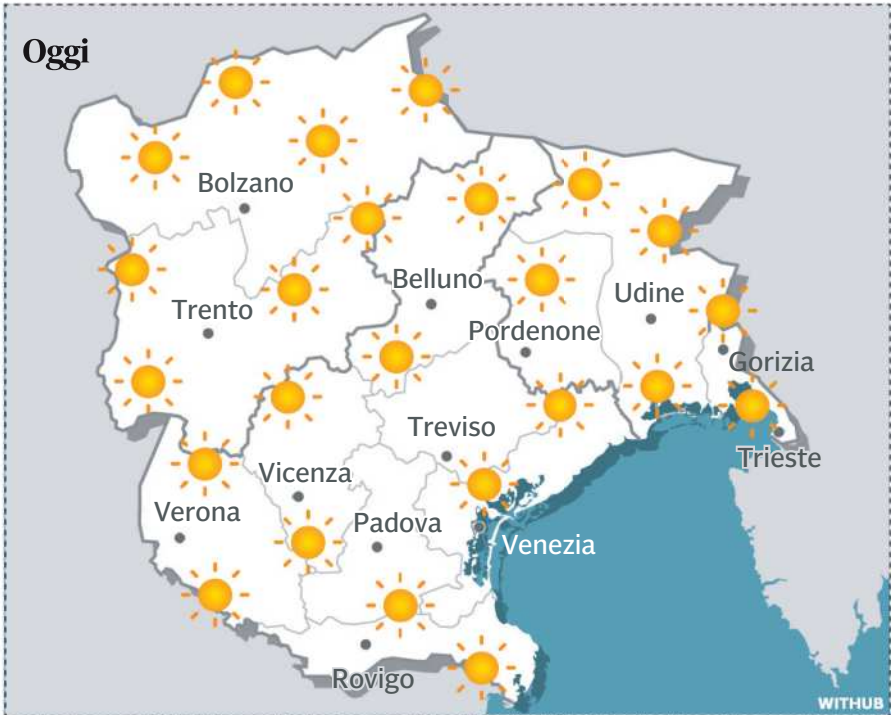 Oggi
Bolzano
Belluno
Trento
Udine
Pordenone
Gorizia
Treviso
Trieste
Vicenza
Verona
Padova
Venezia
Rovigo
WITHUB